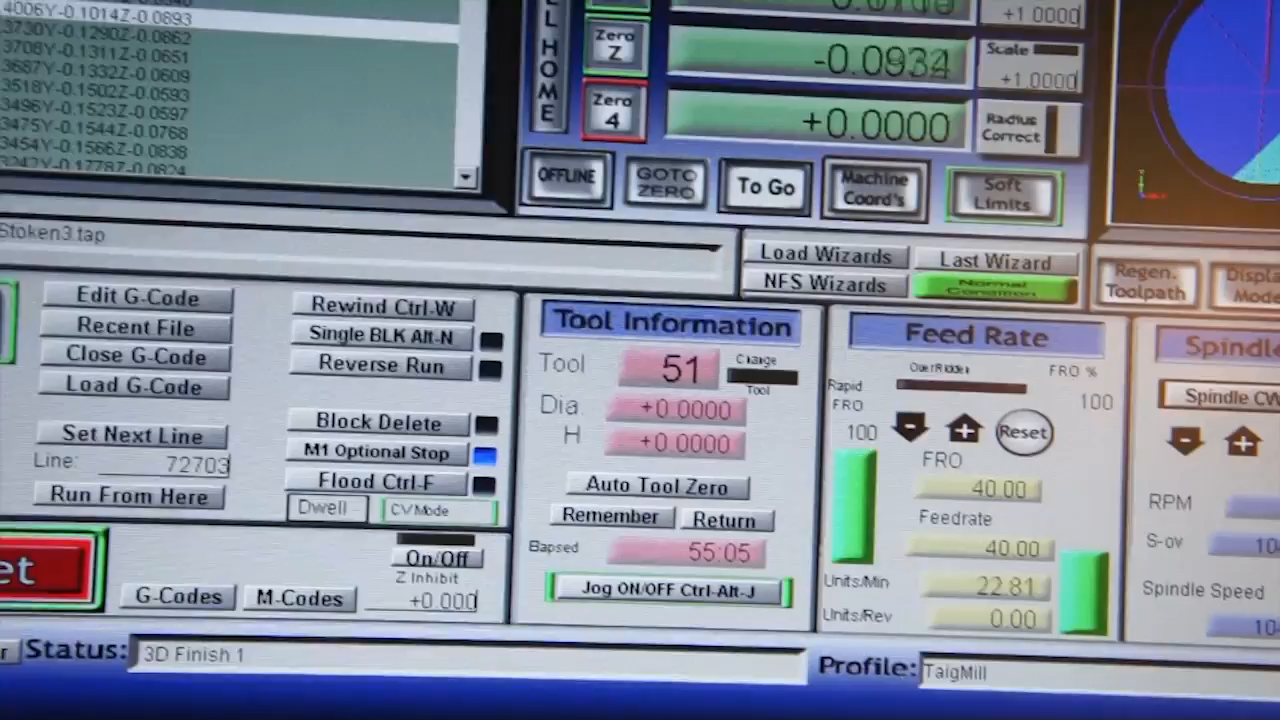 4006Y-0.1014Z-0.0893
3730Y-0.1290Z-0.0862
3708Y-0.1311Z-0.0651
3687Y-0.1332Z-0.0609
3518Y-0.1502Z-0.0593
3496Y-0.1523Z-0.0597
3475Y-0.1544Z-0.0768
3454Y-0.1566Z-0.0838
3242Y-0.1778Z-0.0824
HOME
+1.0000
Zero
Z
-0.0934
Scale
+1.0000
Zero
4
+0.0000
Radius
Correct
OFFLINE
GOTO
ZERO
To Go
Machine
Coord's
Soft
Limits
Stoken3.tap
Load Wizards
Last Wizard
NFS Wizards
Normal
Condition
Regen.
Toolpath
Edit G-Code
Recent File
Close G-Code
Load G-Code
Set Next Line
Line: 72703
Run From Here
Rewind Ctrl-W
Single BLK Alt-N
Reverse Run
Block Delete
M1 Optional Stop
Flood Ctrl-F
Dwell
CV Mode
On/Off
Z Inhibit
+0.000
G-Codes
M-Codes
Tool Information
Tool 51
Change
Tool
Dia. +0.0000
H +0.0000
Auto Tool Zero
Remember
Return
Elapsed 55:05
Jog ON/OFF Ctrl-Alt-J
Feed Rate
OverRidden
FRO %
Rapid
FRO
100
100
Reset
FRO
40.00
Feedrate
40.00
Units/Min 22.81
Units/Rev 0.00
Spindle CW
RPM
S-ov
Spindle Speed
Status: 3D Finish 1
Profile: TaigMill